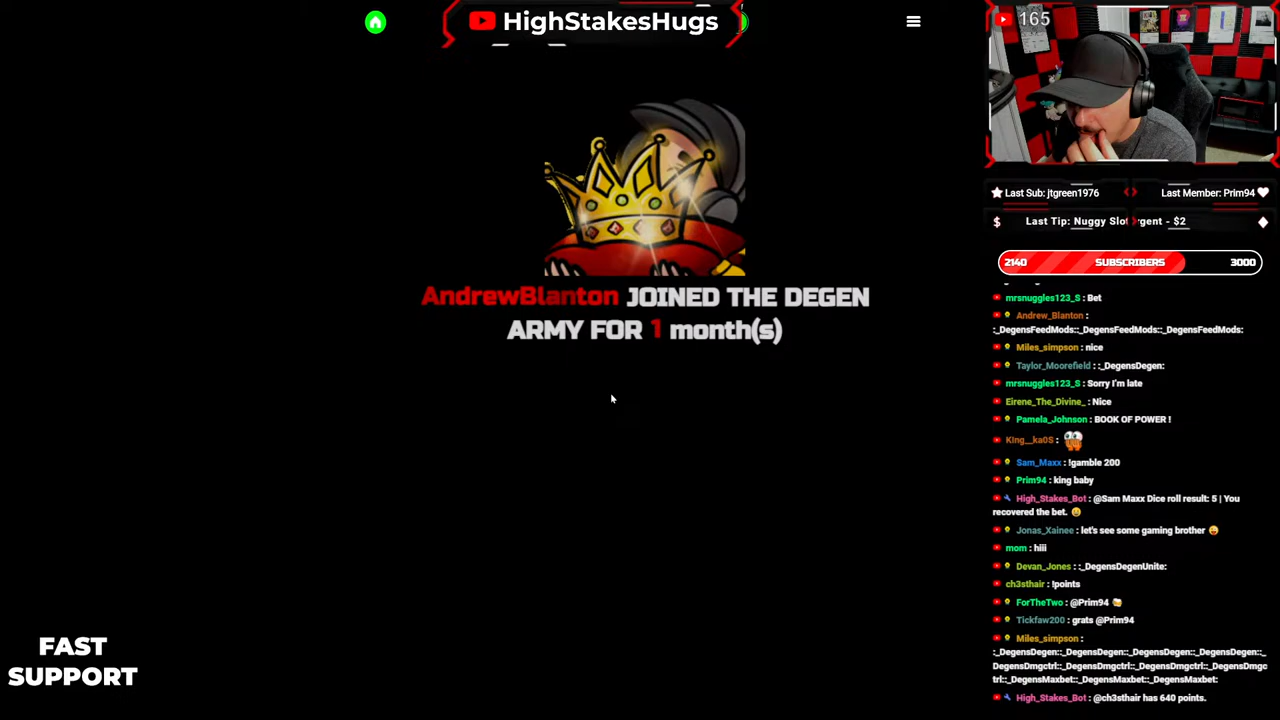 HighStakesHugs
165
Last Sub: jtgreen1976
Last Member: Prim94
Last Tip: Nuggy Slot
rgent - $2
2140 SUBSCRIBERS 3000
AndrewBlanton JOINED THE DEGEN
ARMY FOR 1 month(s)
mrsnuggles123_S : Bet
Andrew_Blanton :
:_DegensFeedMods::_DegensFeedMods::_DegensFeedMods:
Miles_simpson : nice
Taylor_Moorefield : :_DegensDegen:
mrsnuggles123_S : Sorry I'm late
Eirene_The_Divine_ : Nice
Pamela_Johnson : BOOK OF POWER !
K!ng__ka0S :
Sam_Maxx : !gamble 200
Prim94 : king baby
High_Stakes_Bot : @Sam Maxx Dice roll result: 5 | You
recovered the bet. 😀
Jonas_Xainee : let's see some gaming brother 😜
mom : hiii
Devan_Jones : :_DegensDegenUnite:
ch3sthair : !points
ForTheTwo : @Prim94 🍻
Tickfaw200 : grats @Prim94
Miles_simpson :
:_DegensDegen::_DegensDegen::_DegensDegen::_DegensDegen::_
DegensDmgctrl::_DegensDmgctrl::_DegensDmgctrl::_DegensDmgc
trl::_DegensMaxbet::_DegensMaxbet::_DegensMaxbet:
High_Stakes_Bot : @ch3sthair has 640 points.
FAST
SUPPORT